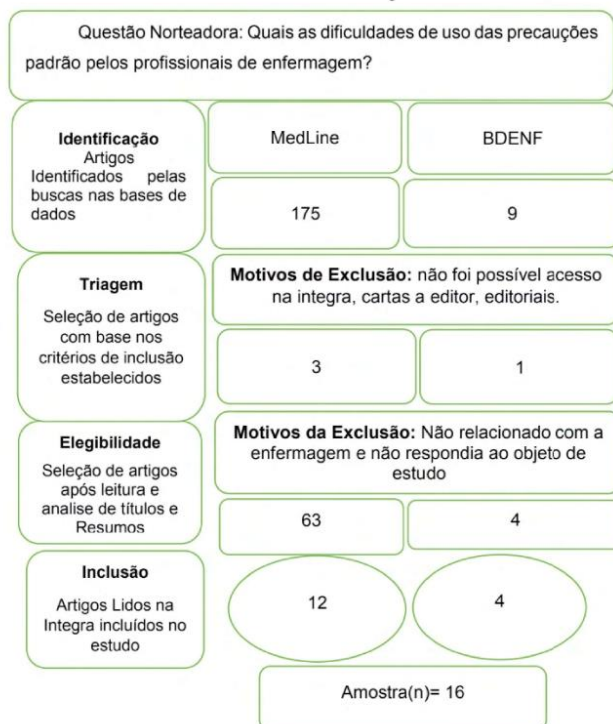 Questão Norteadora: Quais as dificuldades de uso das precauções
padrão pelos profissionais de enfermagem?
Identificação
Artigos
Identificados pelas
buscas nas bases de
dados
MedLine
BDENF
175
9
Triagem
Seleção de artigos
com base nos
critérios de inclusão
estabelecidos
Motivos de Exclusão: não foi possível acesso
na integra, cartas a editor, editoriais.
3
1
Elegibilidade
Seleção de artigos
após leitura e
analise de títulos e
Resumos
Motivos da Exclusão: Não relacionado com a
enfermagem e não respondia ao objeto de
estudo
63
4
Inclusão
Artigos Lidos na
Integra incluídos no
estudo
12
4
Amostra(n)= 16